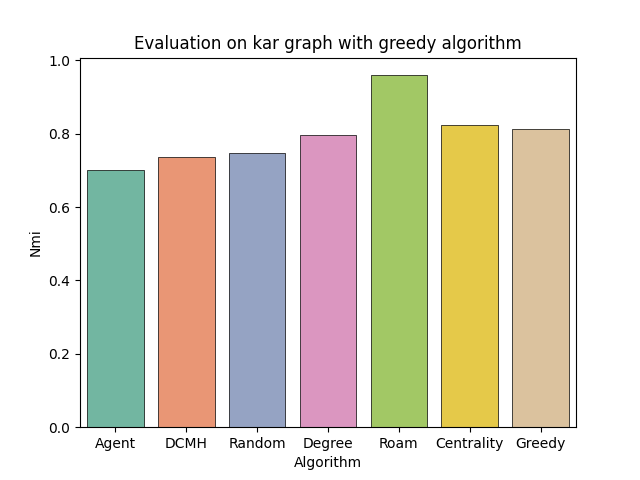 Evaluation on kar graph with greedy algorithm
1.0
0.8
0.6
0.4
0.2
0.0
Nmi
Agent DCMH Random Degree Roam Centrality Greedy
Algorithm